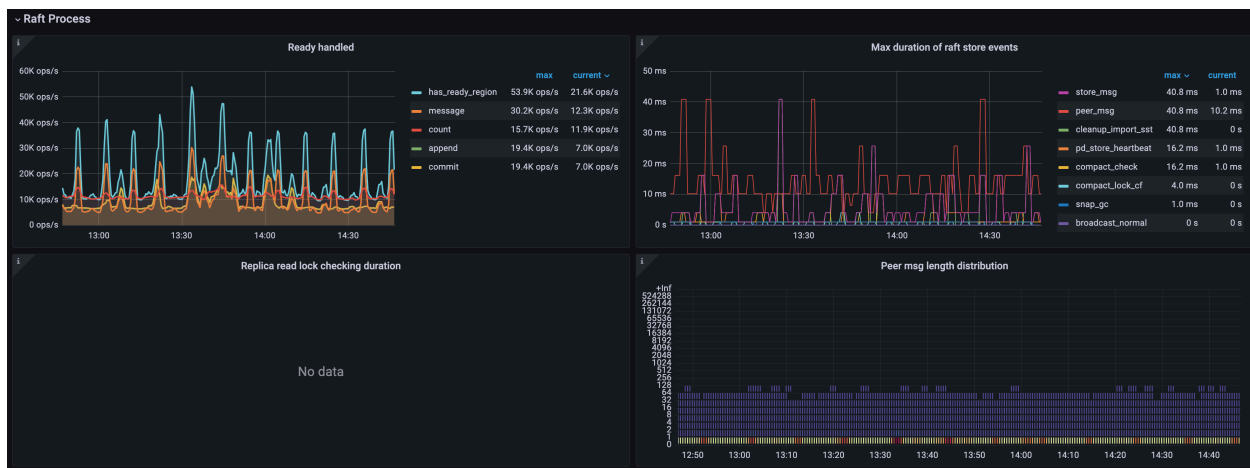 Raft Process
Ready handled
60K ops/s
50K ops/s
40K ops/s
30K ops/s
20K ops/s
10K ops/s
0 ops/s
13:00 13:30 14:00 14:30
max current
has_ready_region 53.9K ops/s 21.6K ops/s
message 30.2K ops/s 12.3K ops/s
count 15.7K ops/s 11.9K ops/s
append 19.4K ops/s 7.0K ops/s
commit 19.4K ops/s 7.0K ops/s
Max duration of raft store events
50 ms
40 ms
30 ms
20 ms
10 ms
0 s
13:00 13:30 14:00 14:30
max current
store_msg 40.8 ms 1.0 ms
peer_msg 40.8 ms 10.2 ms
cleanup_import_sst 40.8 ms 0 s
pd_store_heartbeat 16.2 ms 1.0 ms
compact_check 16.2 ms 1.0 ms
compact_lock_cf 4.0 ms 0 s
snap_gc 1.0 ms 0 s
broadcast_normal 0 s 0 s
Replica read lock checking duration
No data
Peer msg length distribution
+Inf
524288
262144
131072
65536
32768
16384
8192
4096
2048
1024
512
256
128
64
32
16
8
4
2
1
0
12:50 13:00 13:10 13:20 13:30 13:40 13:50 14:00 14:10 14:20 14:30 14:40